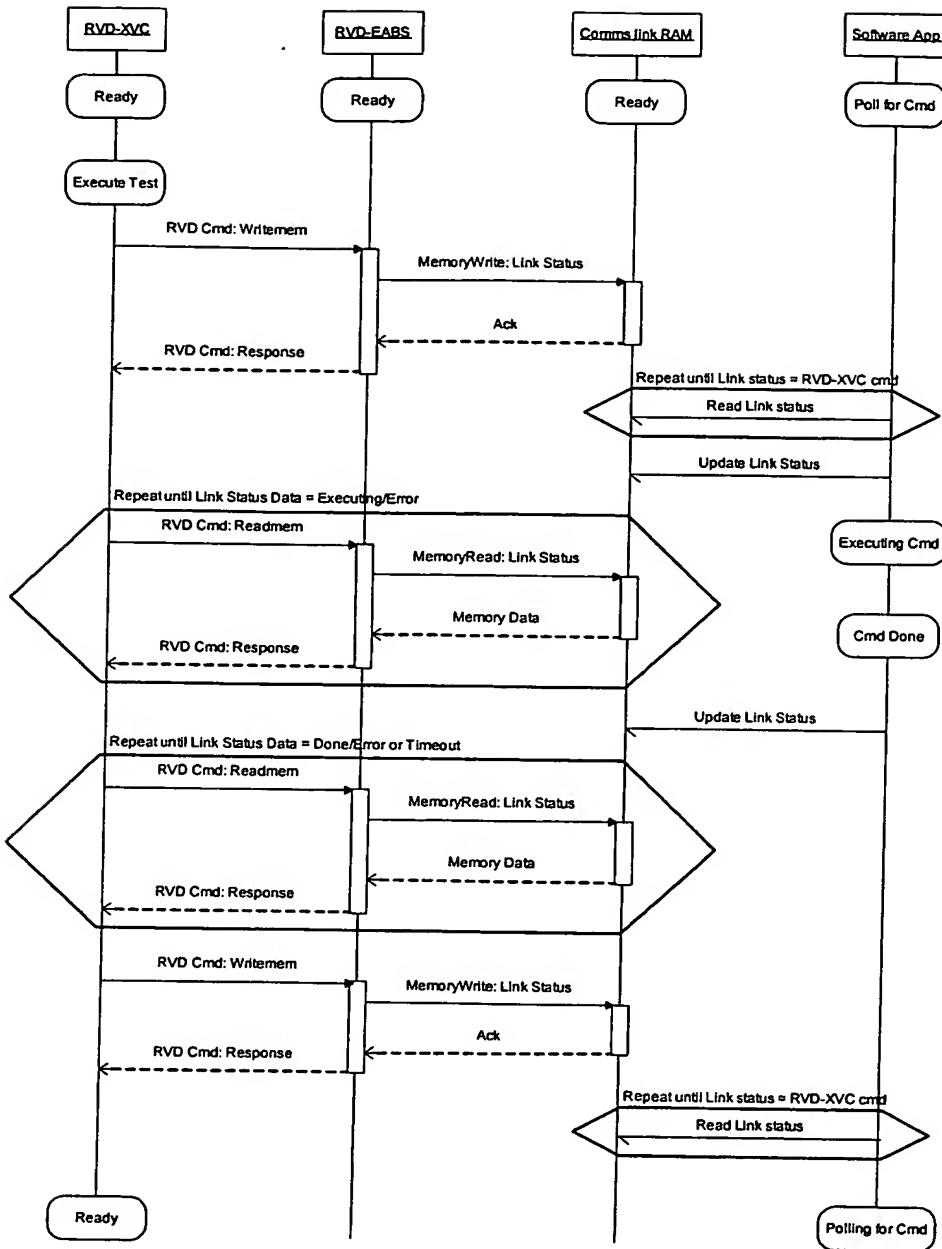 RVD-XVC
RVD-EABS
Comms link RAM
Software App
Ready
Ready
Ready
Poll for Cmd
Execute Test
RVD Cmd: Writemem
MemoryWrite: Link Status
Ack
RVD Cmd: Response
Repeat until Link status = RVD-XVC cmd
Read Link status
Update Link Status
Repeat until Link Status Data = Executing/Error
RVD Cmd: Readmem
Executing Cmd
MemoryRead: Link Status
Memory Data
Cmd Done
RVD Cmd: Response
Update Link Status
Repeat until Link Status Data = Done/Error or Timeout
RVD Cmd: Readmem
MemoryRead: Link Status
Memory Data
RVD Cmd: Response
RVD Cmd: Writemem
MemoryWrite: Link Status
Ack
RVD Cmd: Response
Repeat until Link status = RVD-XVC cmd
Read Link status
Ready
Polling for Cmd